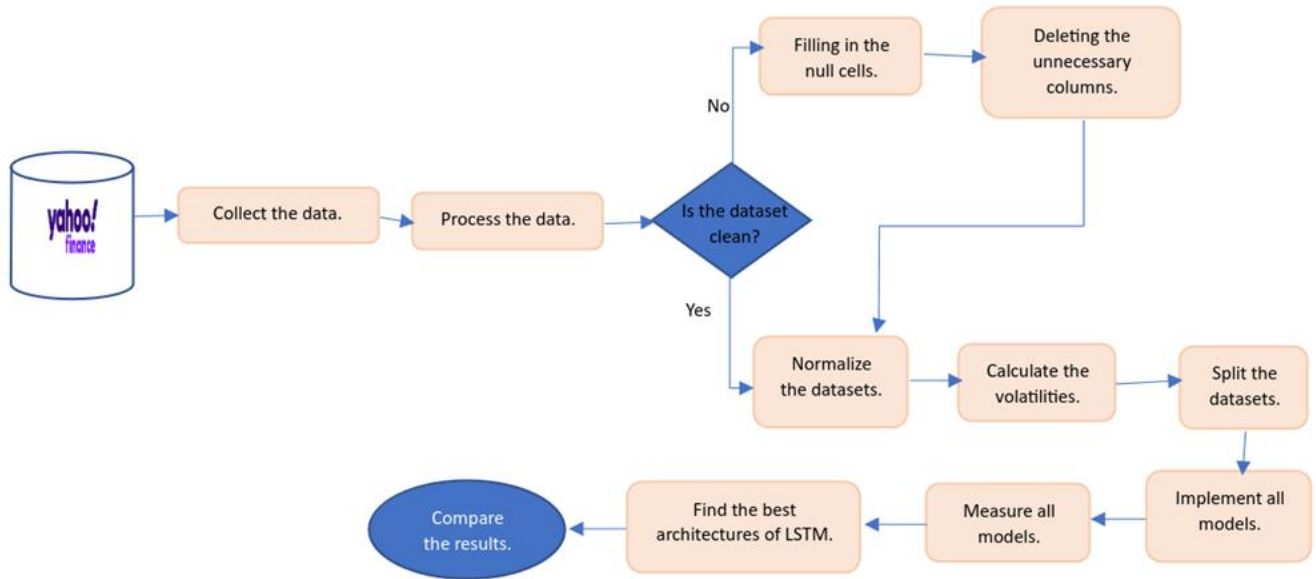 yahoo!
finance
Collect the data.
Process the data.
Is the dataset
clean?
No
Filling in the
null cells.
Deleting the
unnecessary
columns.
Yes
Normalize
the datasets.
Calculate the
volatilities.
Split the
datasets.
Implement all
models.
Measure all
models.
Find the best
architectures of LSTM.
Compare
the results.